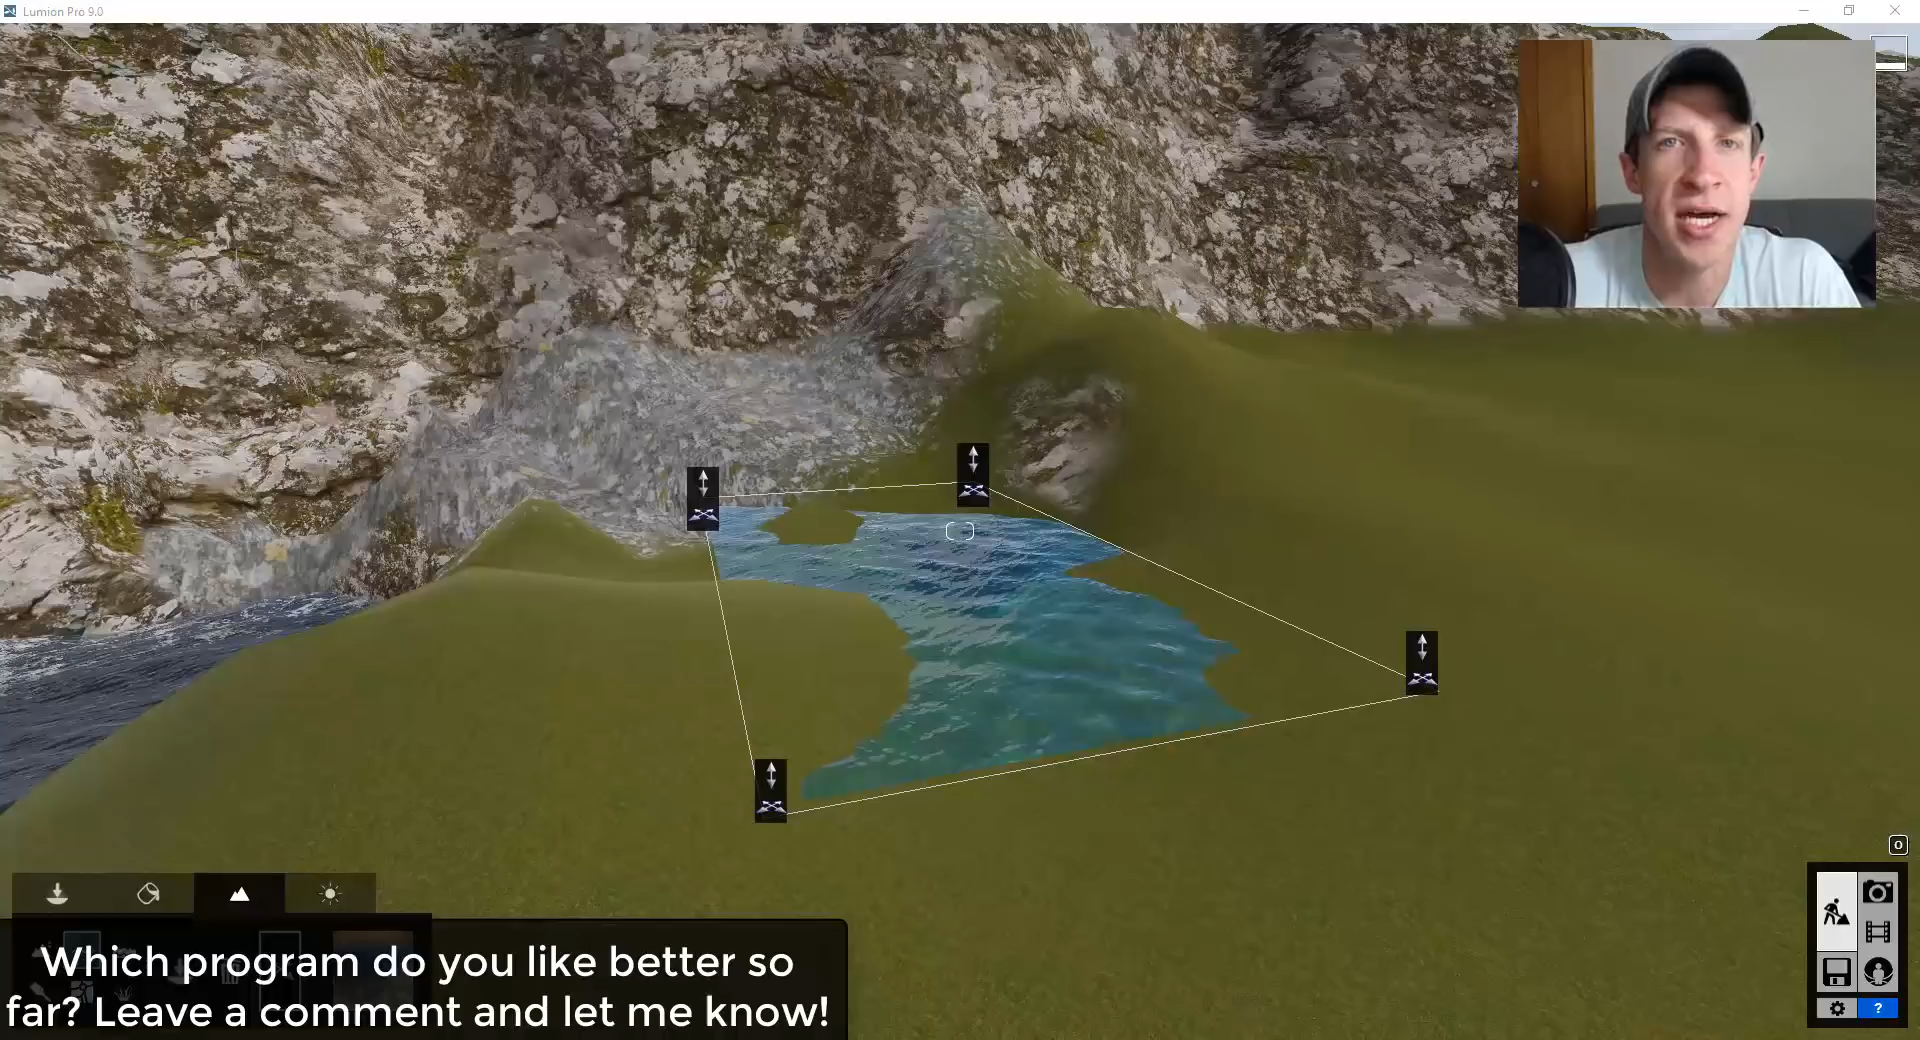 Lumion Pro 9.0
O
?
Which program do you like better so
far? Leave a comment and let me know!